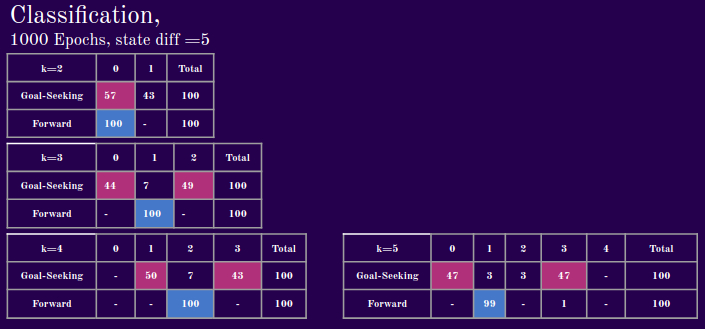 Classification,
1000 Epochs, state diff =5
k=2 0 1 Total
Goal-Seeking 57 43 100
Forward 100 - 100
k=3 0 1 2 Total
Goal-Seeking 44 7 49 100
Forward - 100 - 100
k=4 0 1 2 3 Total
Goal-Seeking - 50 7 43 100
Forward - - 100 - 100
k=5 0 1 2 3 4 Total
Goal-Seeking 47 3 3 47 - 100
Forward - 99 - 1 - 100